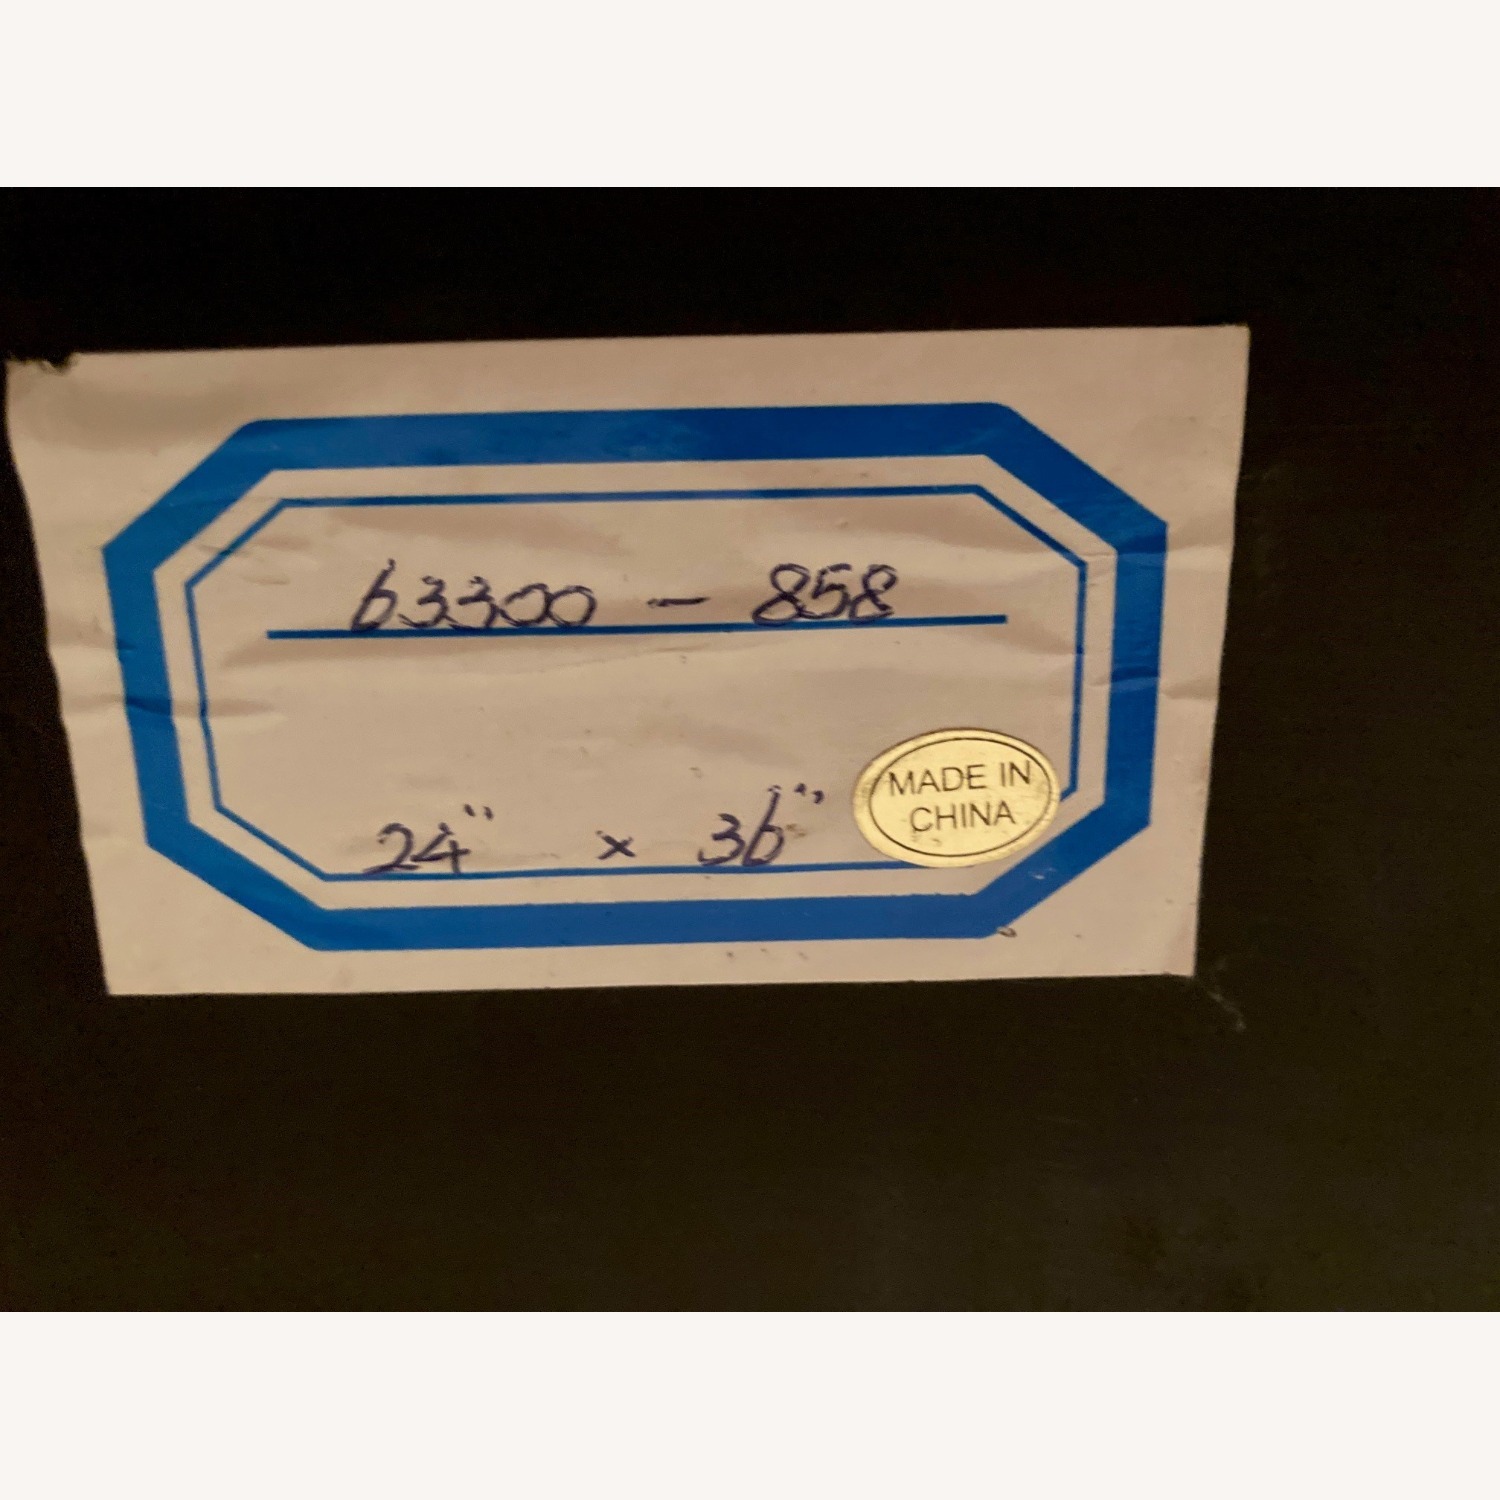 63300 - 858
24" x 36"
MADE IN
CHINA